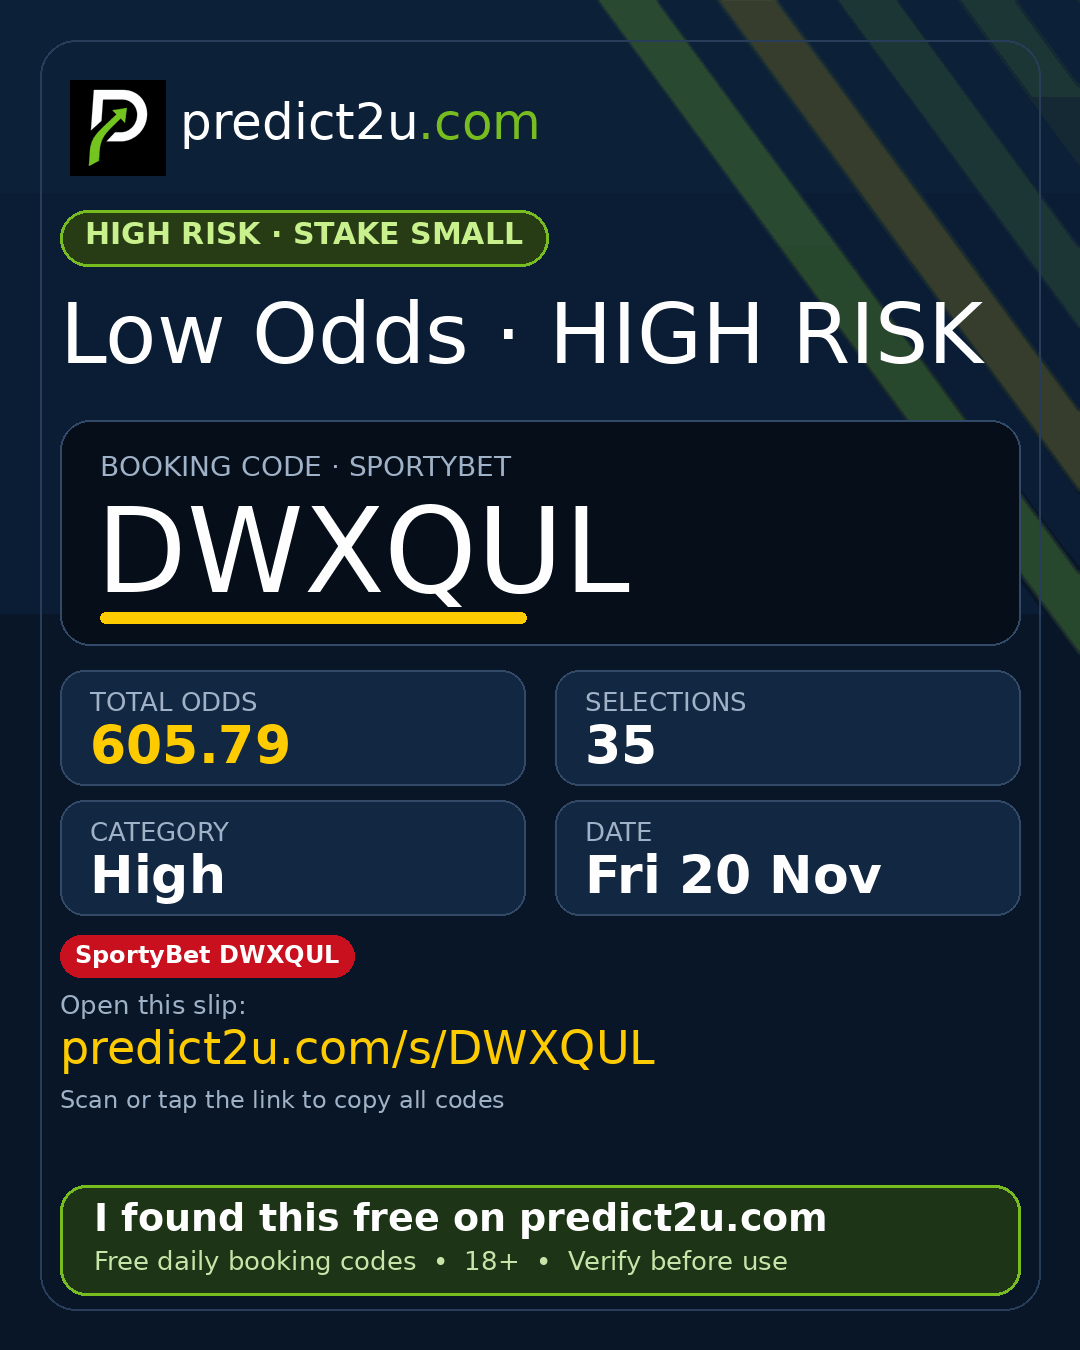 predict2u.com
HIGH RISK · STAKE SMALL
Low Odds · HIGH RISK
BOOKING CODE · SPORTYBET
DWXQUL
TOTAL ODDS
605.79
SELECTIONS
35
CATEGORY
High
DATE
Fri 20 Nov
SportyBet DWXQUL
Open this slip:
predict2u.com/s/DWXQUL
Scan or tap the link to copy all codes
I found this free on predict2u.com
Free daily booking codes • 18+ • Verify before use